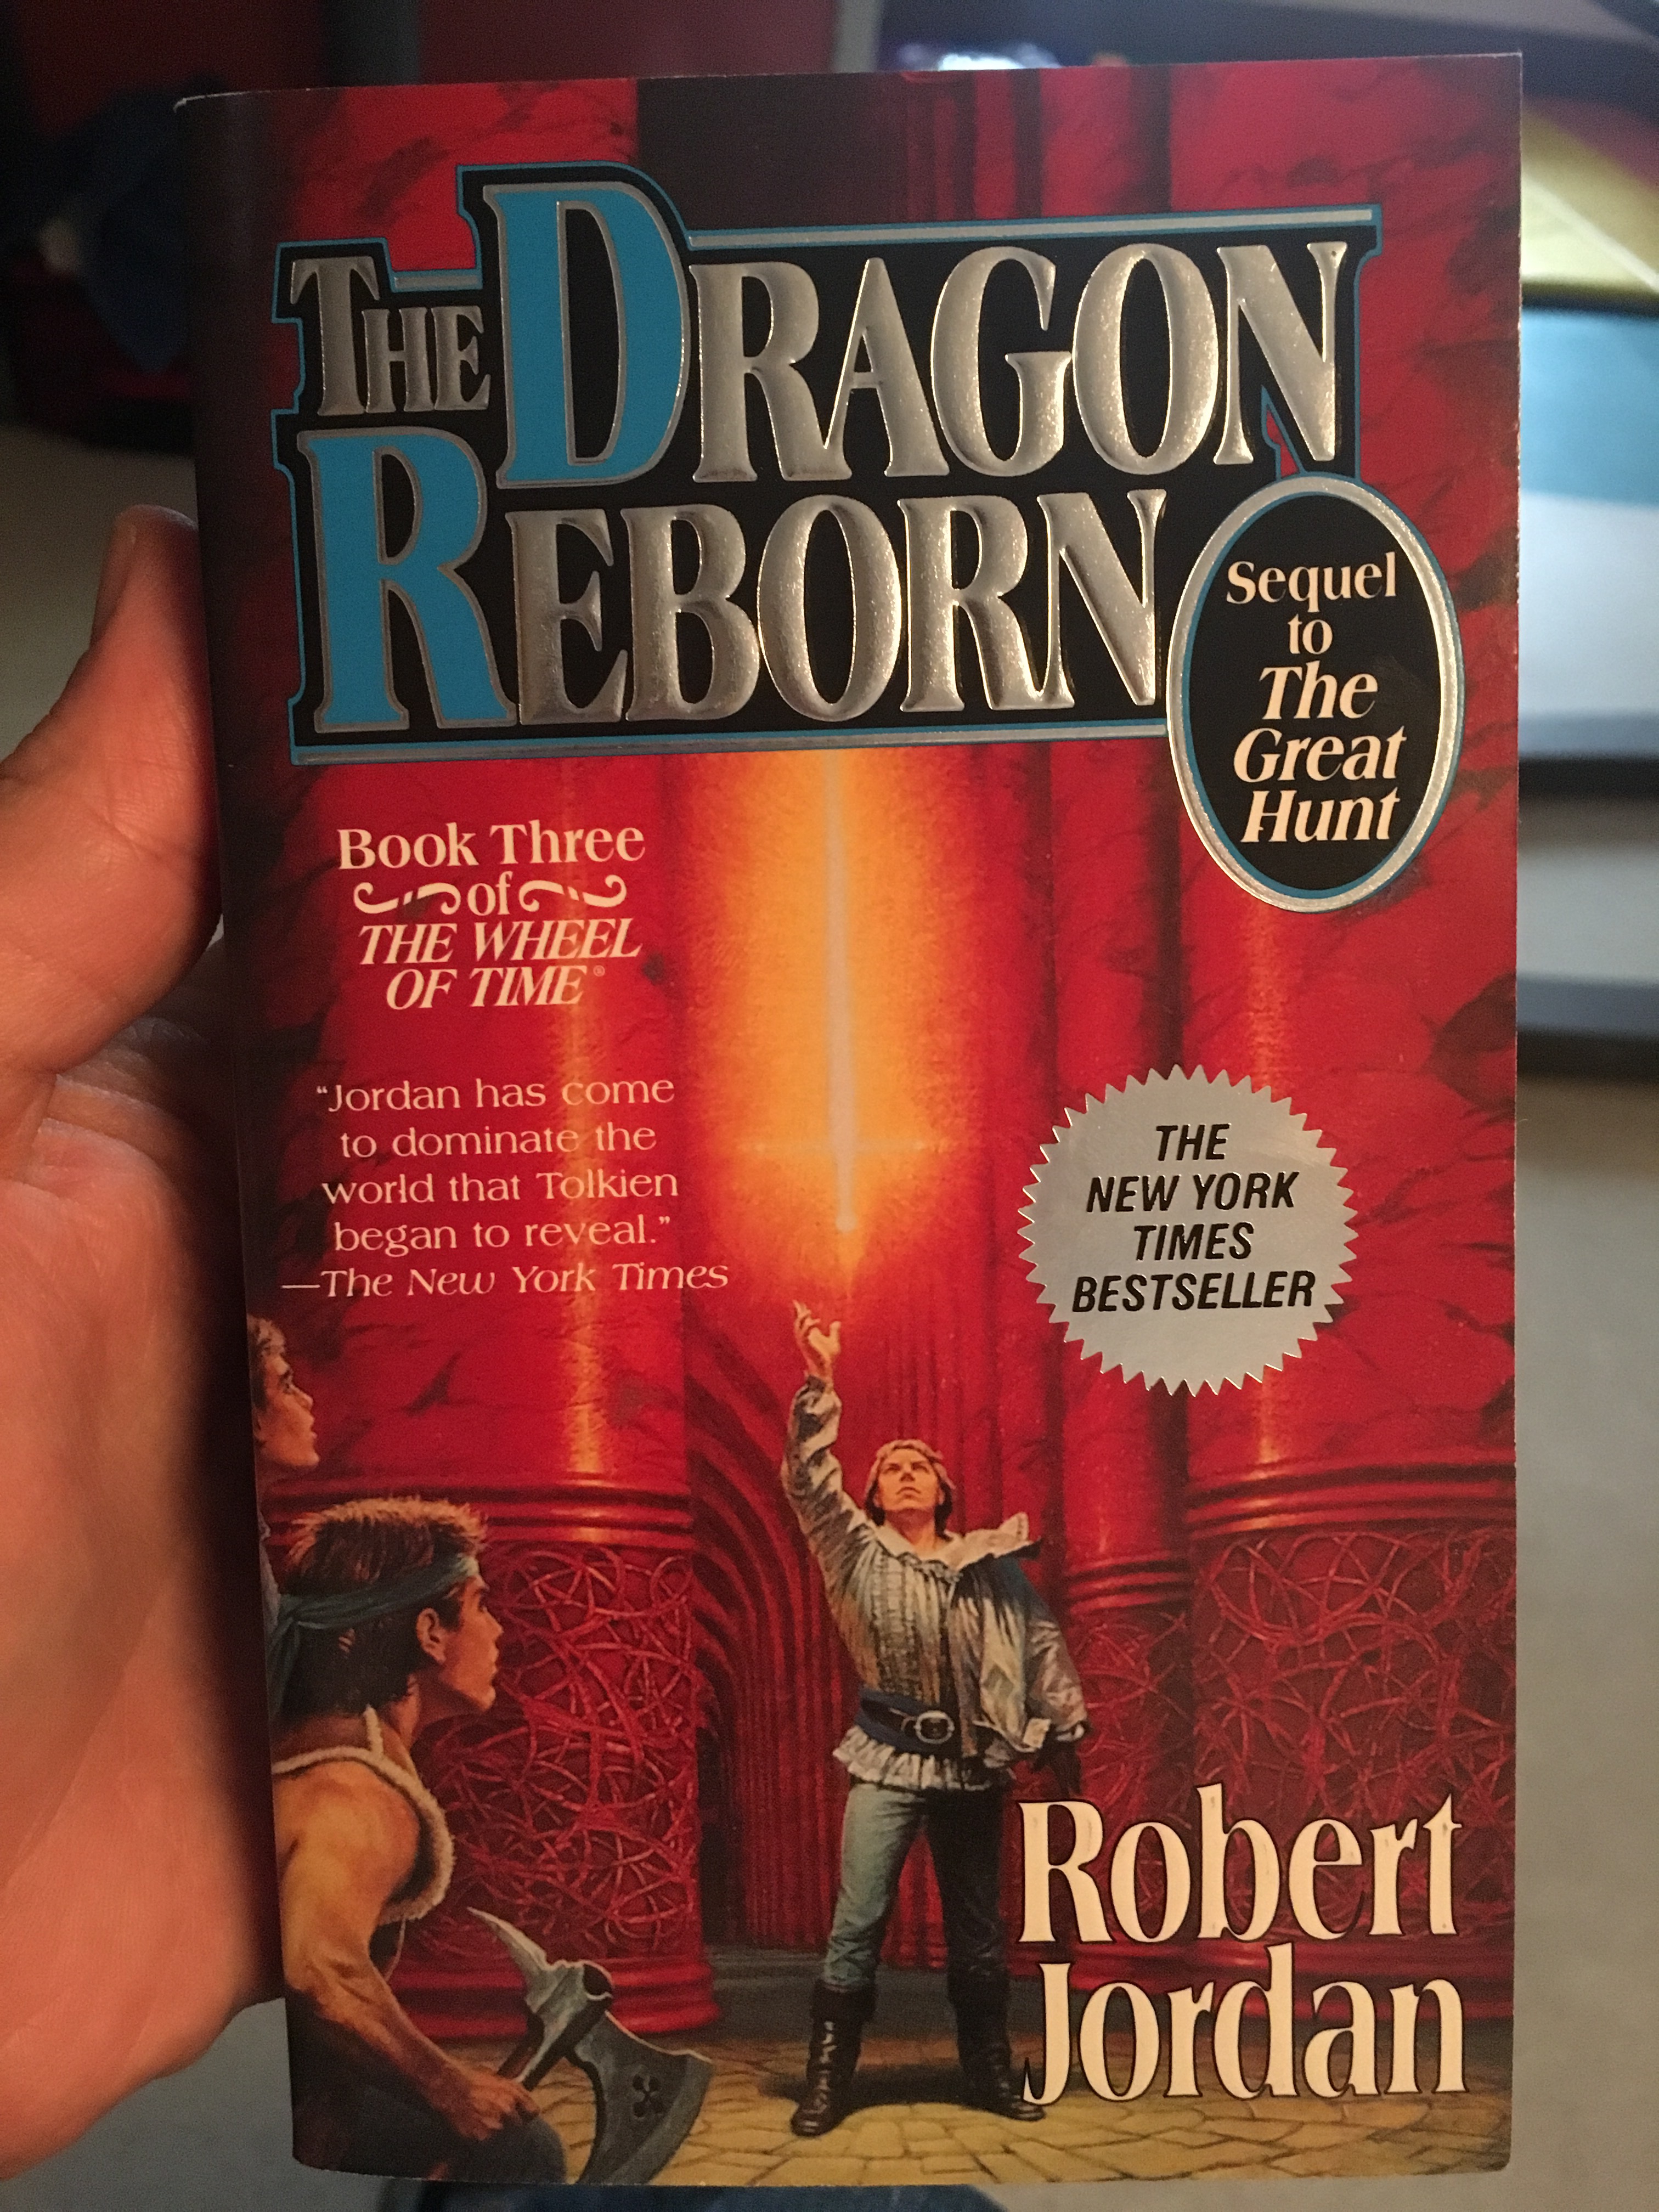 THE DRAGON
REBORN
Sequel
to
The
Great
Hunt
Book Three
of
THE WHEEL
OF TIME®
"Jordan has come
to dominate the
world that Tolkien
began to reveal."
—The New York Times
THE
NEW YORK
TIMES
BESTSELLER
Robert
Jordan